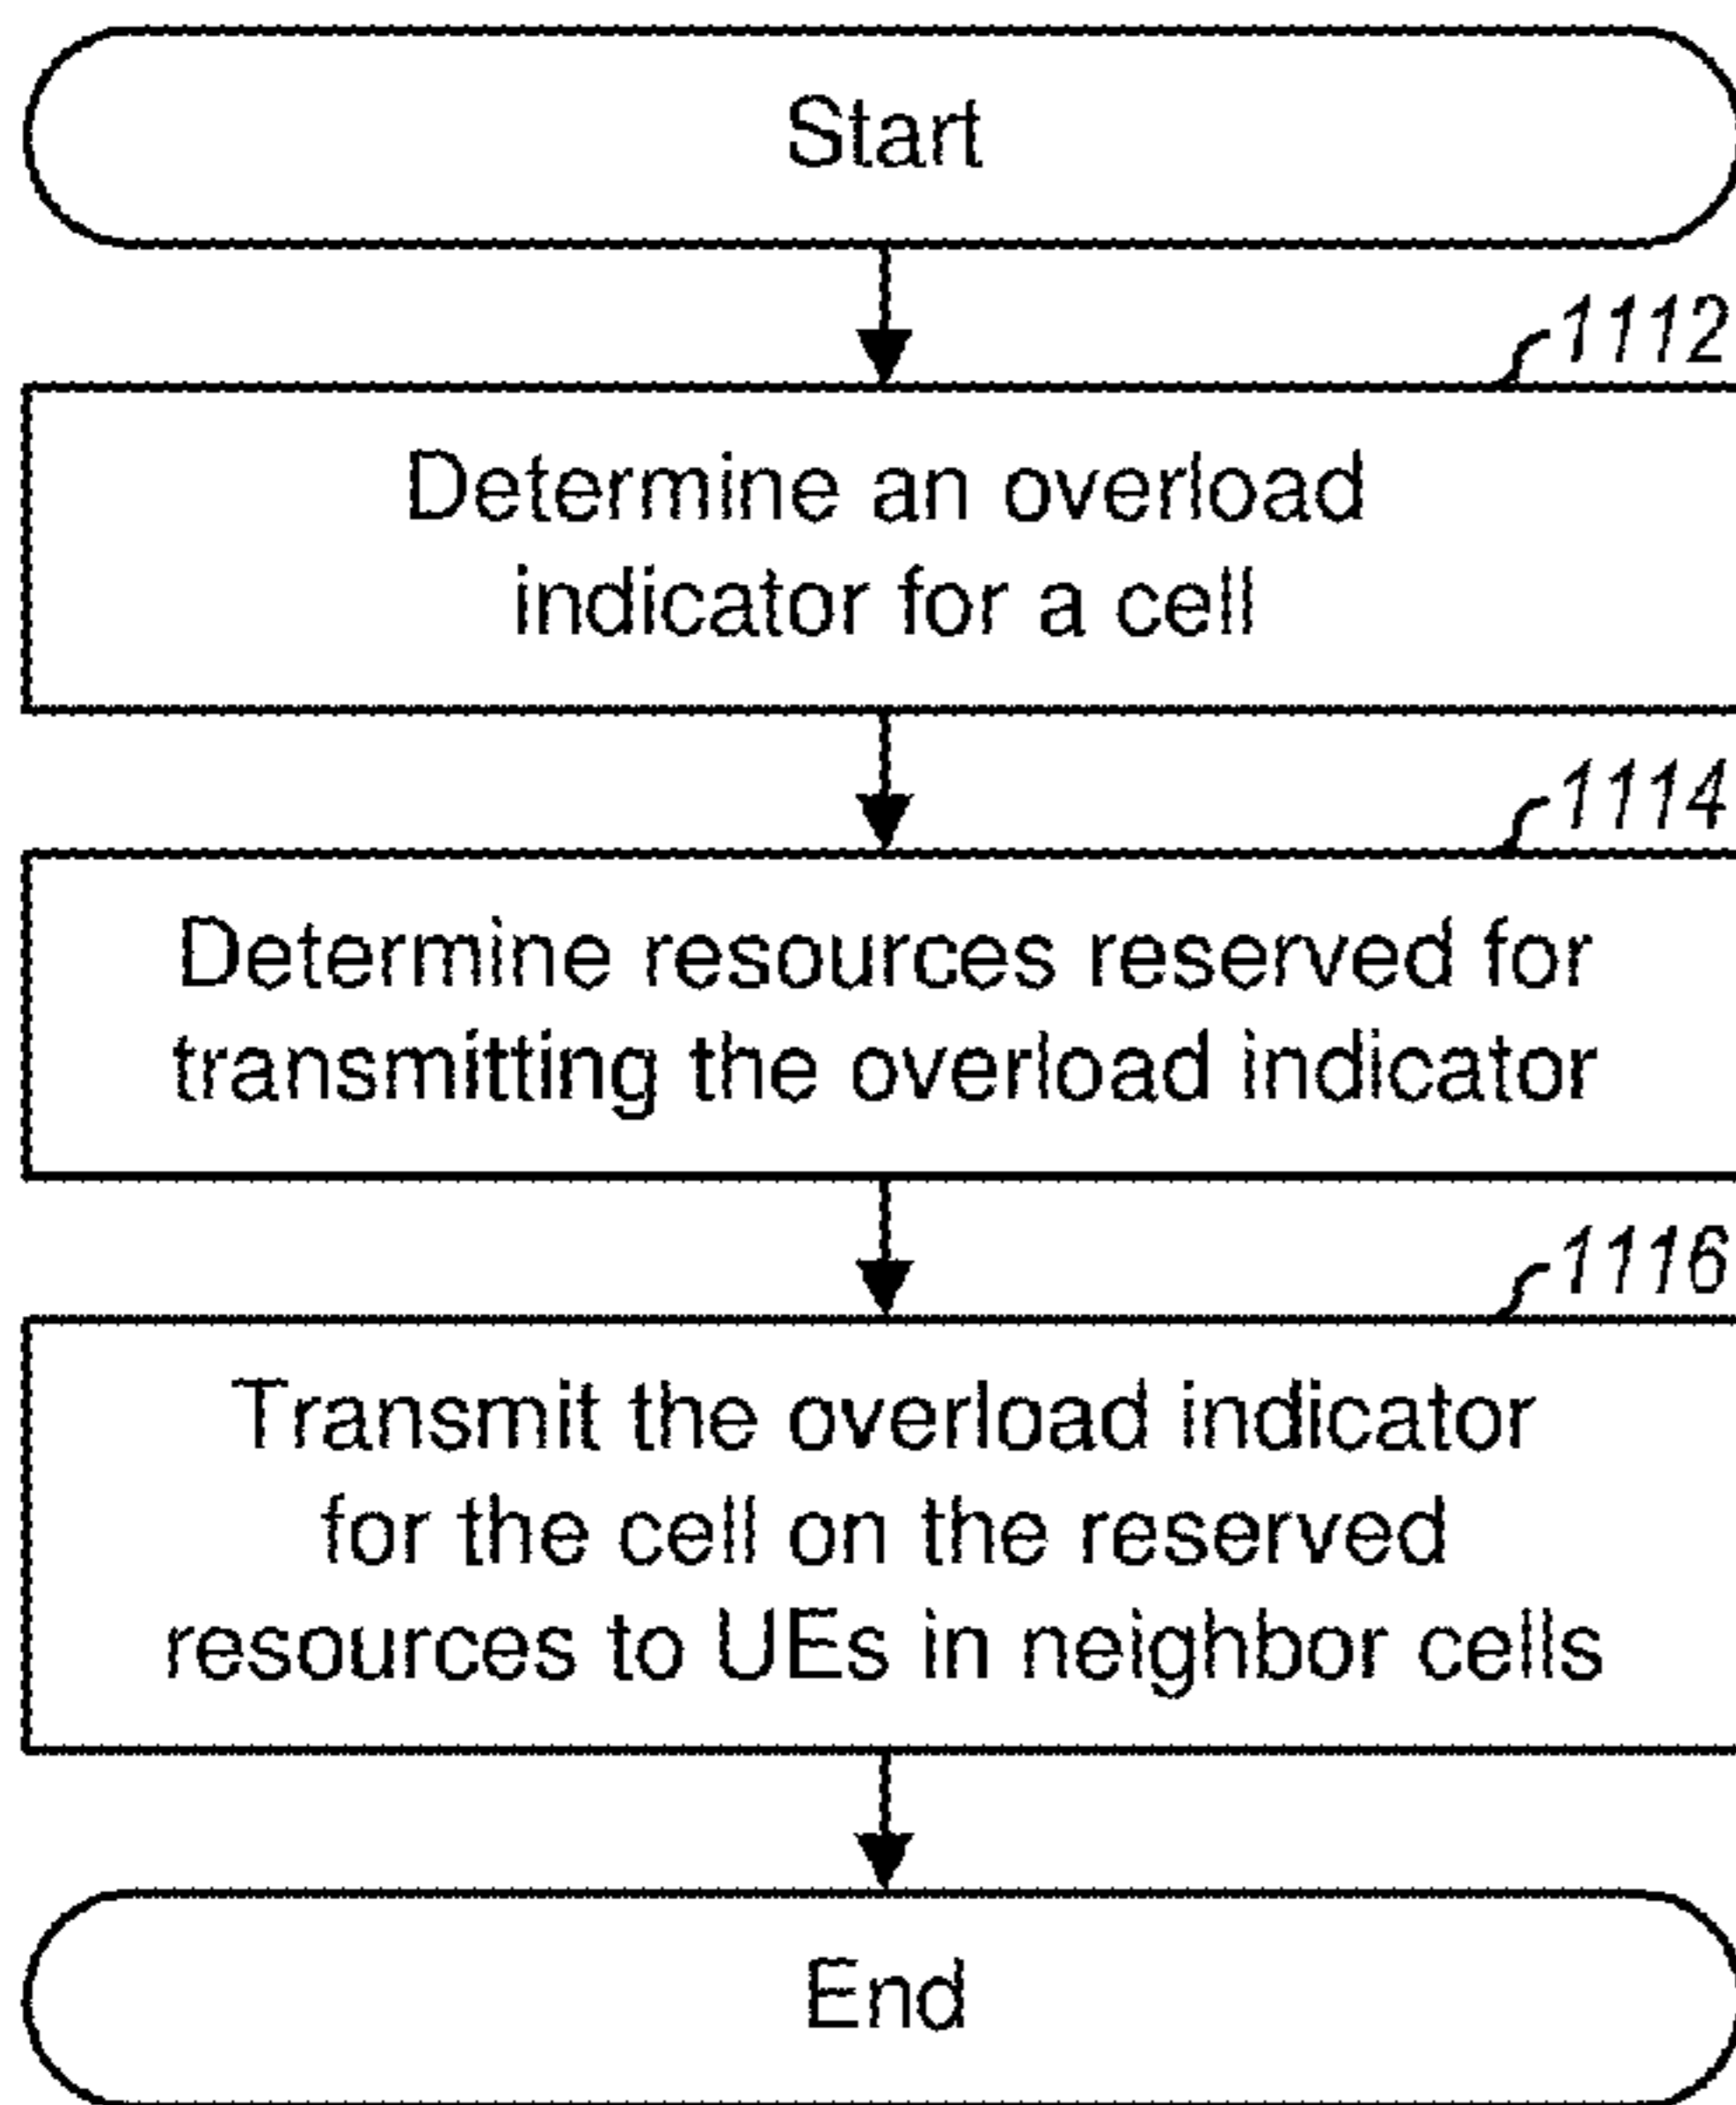 Start
1112
Determine an overload
indicator for a cell
1114
Determine resources reserved for
transmitting the overload indicator
1116
Transmit the overload indicator
for the cell on the reserved
resources to UEs in neighbor cells
End